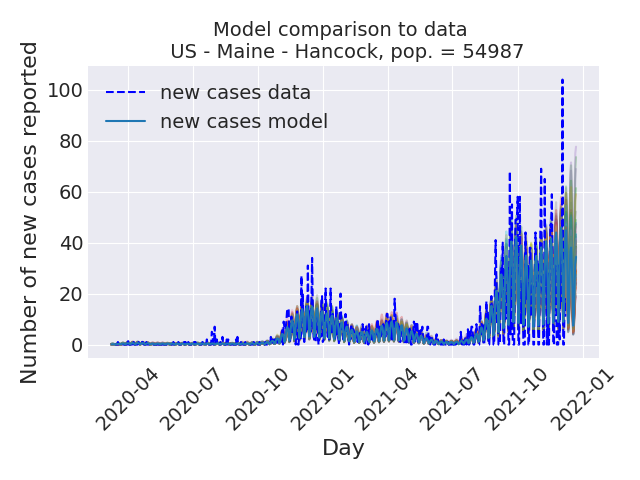 Model comparison to data
US - Maine - Hancock, pop. = 54987
Number of new cases reported
100
80
60
40
20
0
new cases data
new cases model
2020-04
2020-07
2020-10
2021-01
2021-04
2021-07
2021-10
2022-01
Day